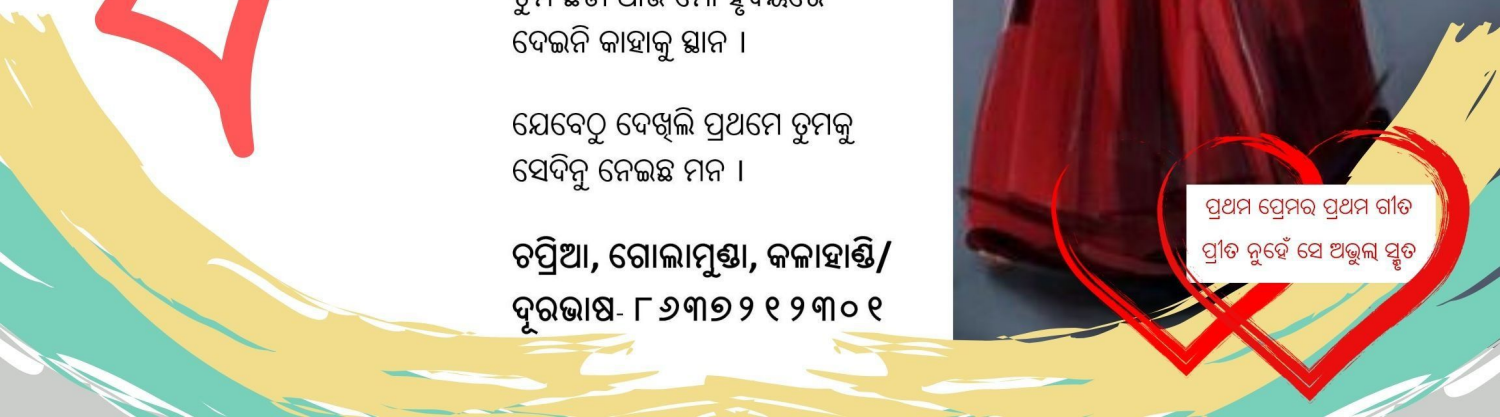 ଦେଇନି କାହାକୁ ସ୍ଥାନ ।
ଯେବେଠୁ ଦେଖିଲି ପ୍ରଥମେ ତୁମକୁ
ସେଦିନୁ ନେଇଛ ମନ ।
ଚପ୍ରିଆ, ଗୋଲାମୁଣ୍ଡା, କଳାହାଣ୍ଡି/
ଦୂରଭାଷ- ୮୬୩୭୨୧୨୩୦୧
ପ୍ରଥମ ପ୍ରେମର ପ୍ରଥମ ଗୀତ
ପ୍ରୀତ ନୁହେଁ ସେ ଅଭୁଲା ସ୍ମୃତ